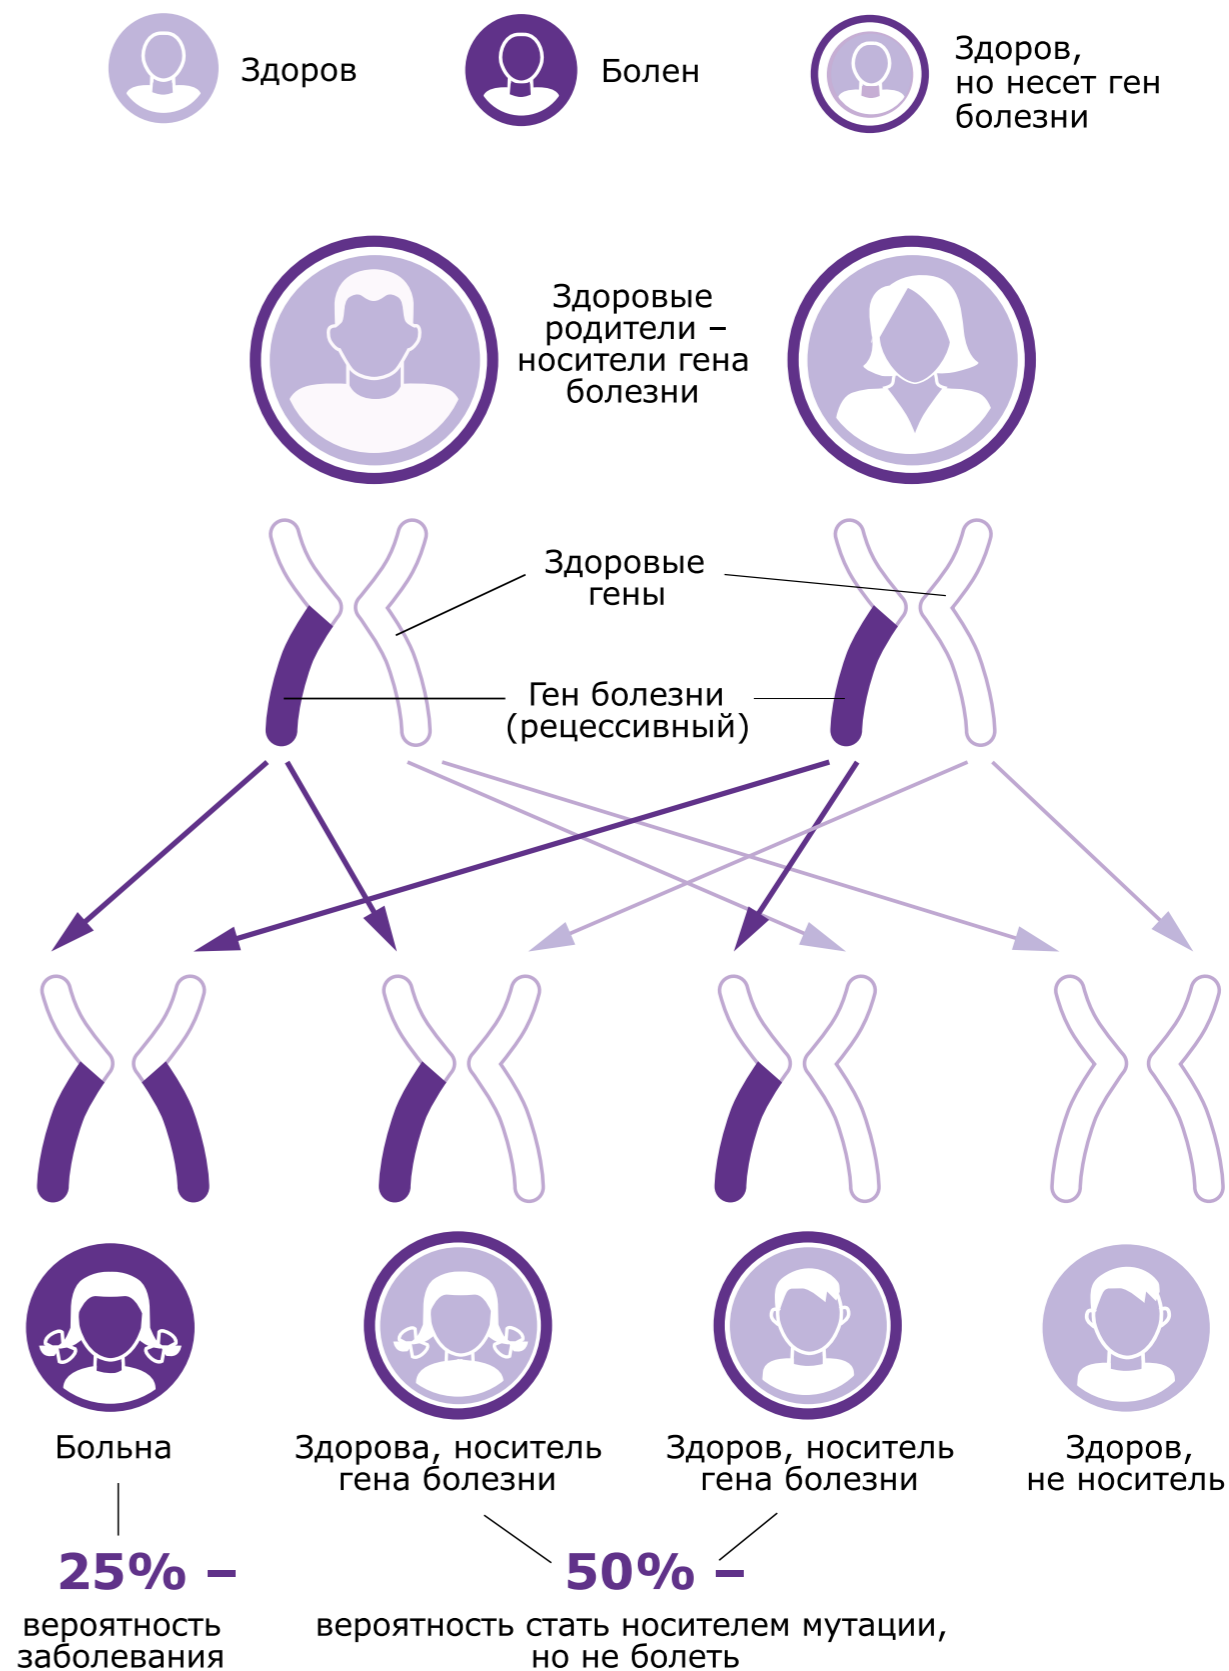 Здоров
Болен
Здоров,
но несет ген
болезни
Здоровые
родители –
носители гена
болезни
Здоровые
гены
Ген болезни
(рецессивный)
Больна
Здорова, носитель
гена болезни
Здоров, носитель
гена болезни
Здоров,
не носитель
25% –
вероятность
заболевания
50% –
вероятность стать носителем мутации,
но не болеть